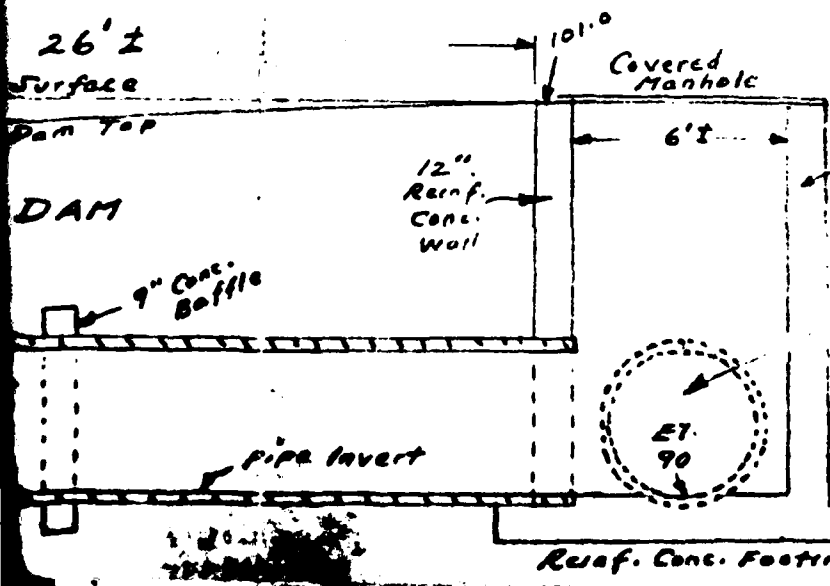 26' ±
Surface
Dam Top
DAM
101.0
Covered
Manhole
6' ±
12"
Reinf.
Conc.
Wall
9" Conc.
Baffle
pipe Invert
El.
90
Reinf. Conc. Footi